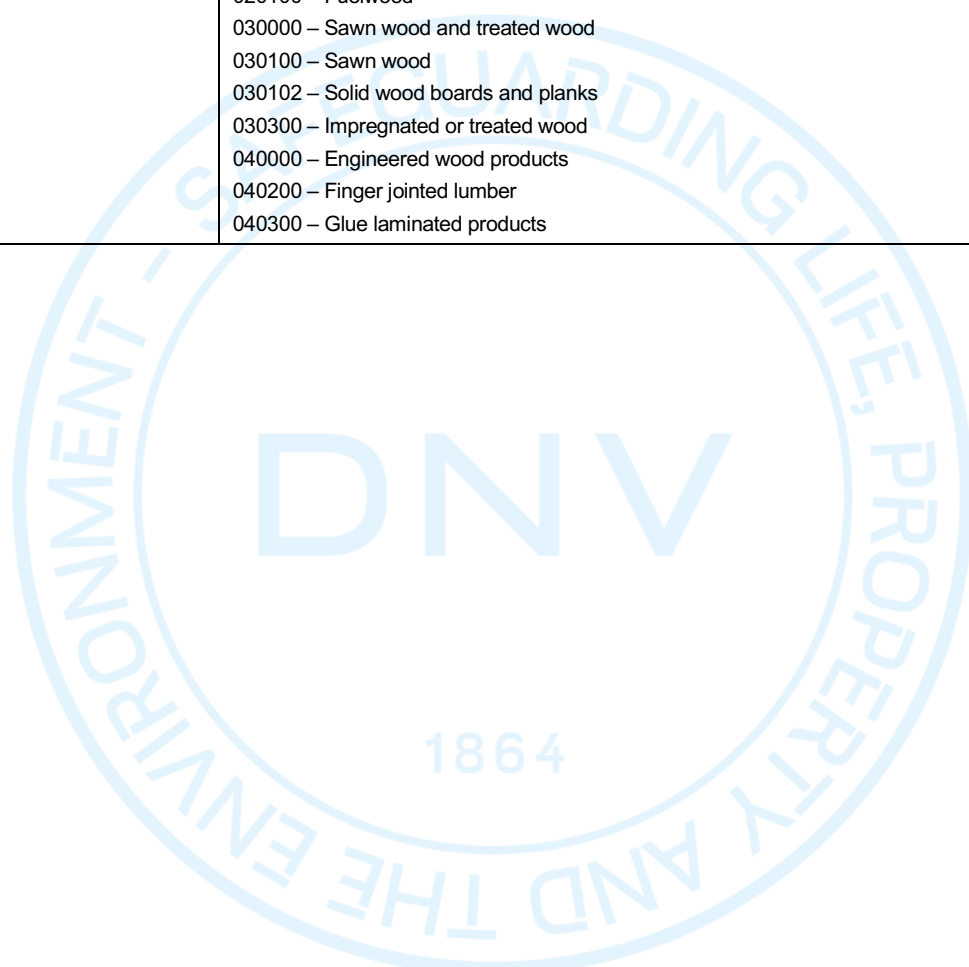 030000 – Sawn wood and treated wood
030100 – Sawn wood
030102 – Solid wood boards and planks
030300 – Impregnated or treated wood
040000 – Engineered wood products
040200 – Finger jointed lumber
040300 – Glue laminated products
SAFEGUARDING LIFE, PROPERTY AND THE ENVIRONMENT -
DNV
1864